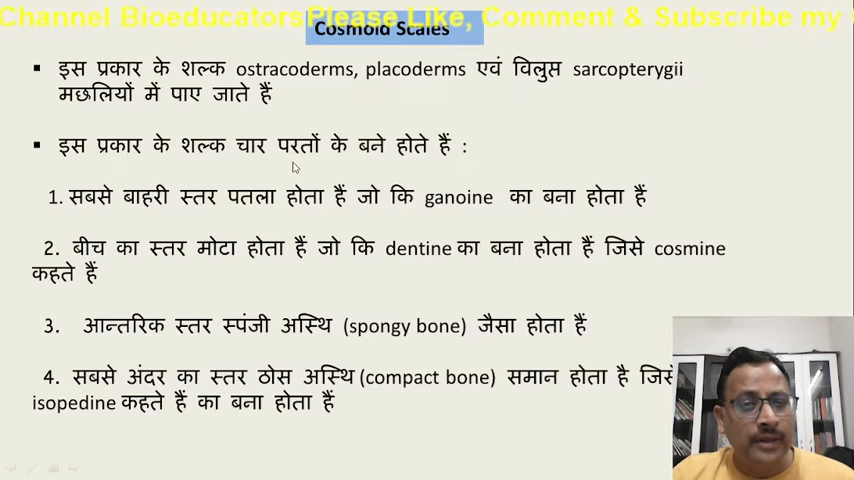 Channel Bioeducators Please Like, Comment & Subscribe my
Cosmoid Scales
▪ इस प्रकार के शल्क ostracoderms, placoderms एवं विलुप्त sarcopterygii
मछलियों में पाए जाते हैं
▪ इस प्रकार के शल्क चार परतों के बने होते हैं :
1. सबसे बाहरी स्तर पतला होता हैं जो कि ganoine का बना होता हैं
2. बीच का स्तर मोटा होता हैं जो कि dentine का बना होता हैं जिसे cosmine
कहते हैं
3. आन्तरिक स्तर स्पंजी अस्थि (spongy bone) जैसा होता हैं
4. सबसे अंदर का स्तर ठोस अस्थि (compact bone) समान होता है जिसे
isopedine कहते हैं का बना होता हैं